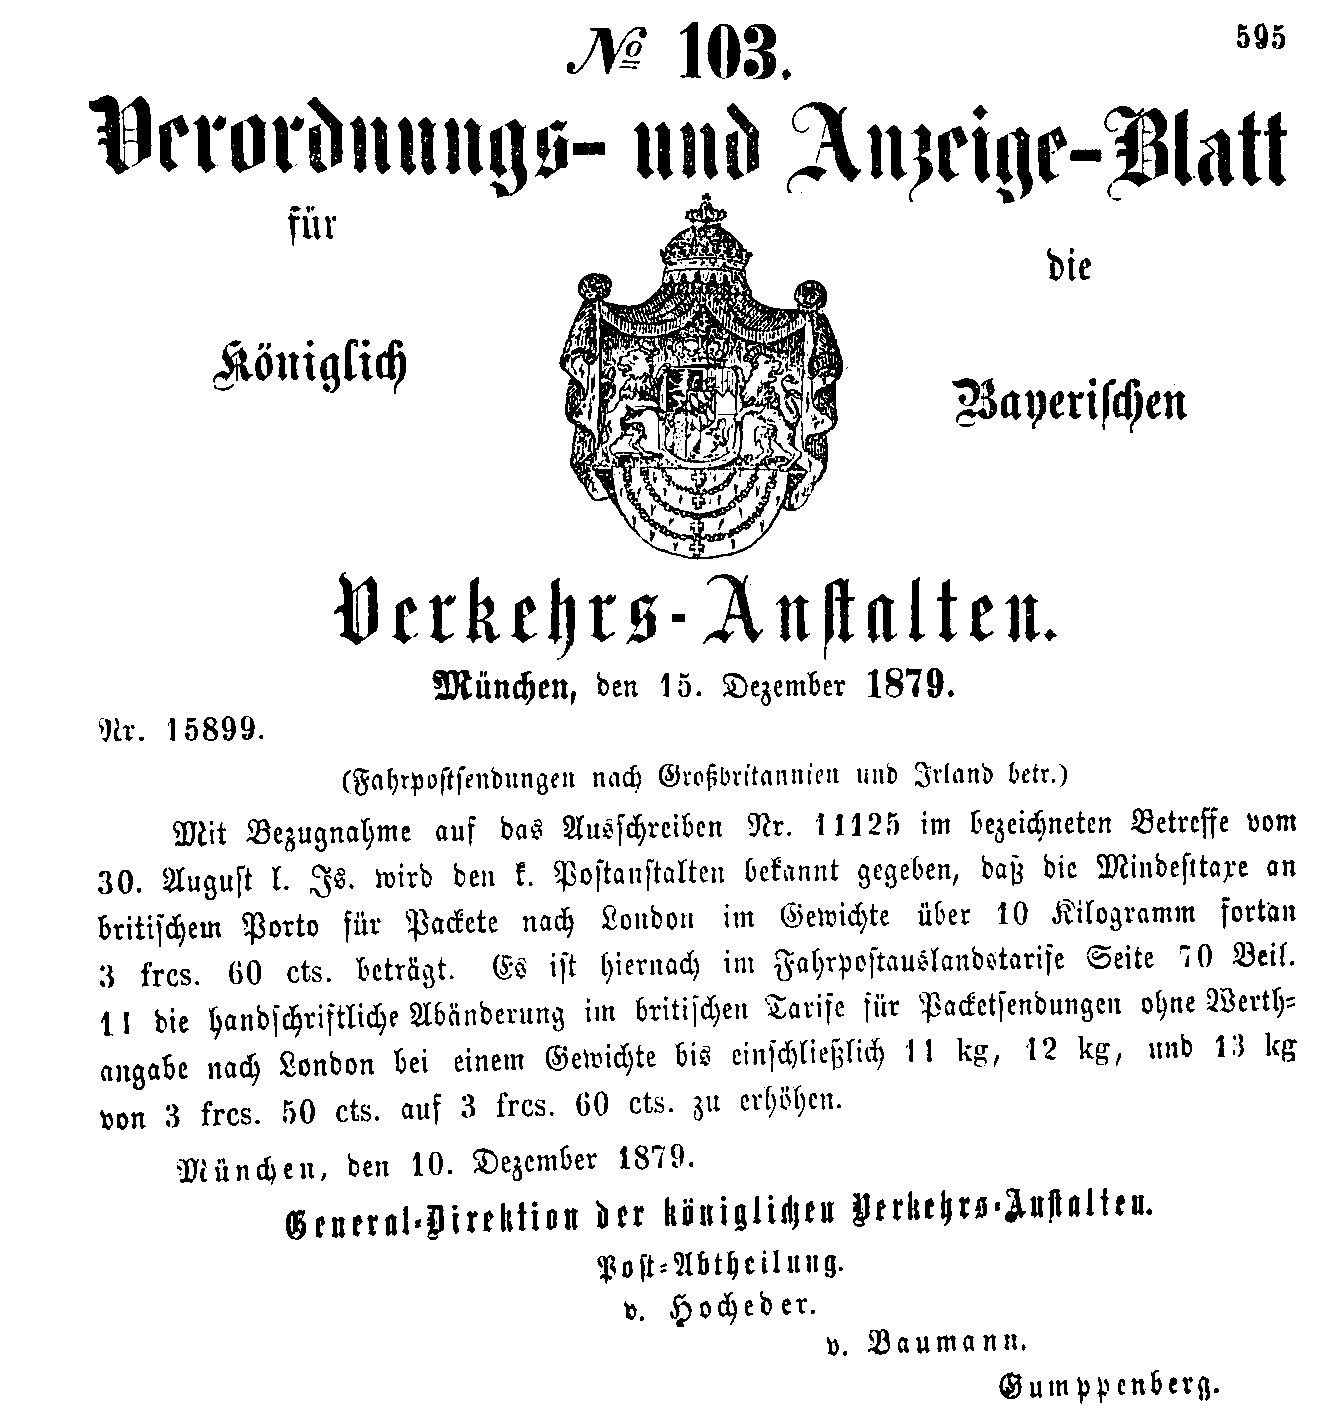 595
No 103.
Verordnungs- und Anzeige-Blatt
für die
Königlich Bayerischen
Verkehrs-Anstalten.
München, den 15. Dezember 1879.
Nr. 15899.
(Fahrpostsendungen nach Großbritannien und Irland betr.)
Mit Bezugnahme auf das Ausschreiben Nr. 11125 im bezeichneten Betreffe vom
30. August l. Js. wird den k. Postanstalten bekannt gegeben, daß die Mindesttaxe an
britischem Porto für Packete nach London im Gewichte über 10 Kilogramm fortan
3 frcs. 60 cts. beträgt. Es ist hiernach im Fahrpostauslandstarife Seite 70 Beil.
11 die handschriftliche Abänderung im britischen Tarife für Packetsendungen ohne Werth-
angabe nach London bei einem Gewichte bis einschließlich 11 kg, 12 kg, und 13 kg
von 3 frcs. 50 cts. auf 3 frcs. 60 cts. zu erhöhen.
München, den 10. Dezember 1879.
General-Direktion der königlichen Verkehrs-Anstalten.
Post-Abtheilung.
v. Hocheder.
v. Baumann.
Gumppenberg.